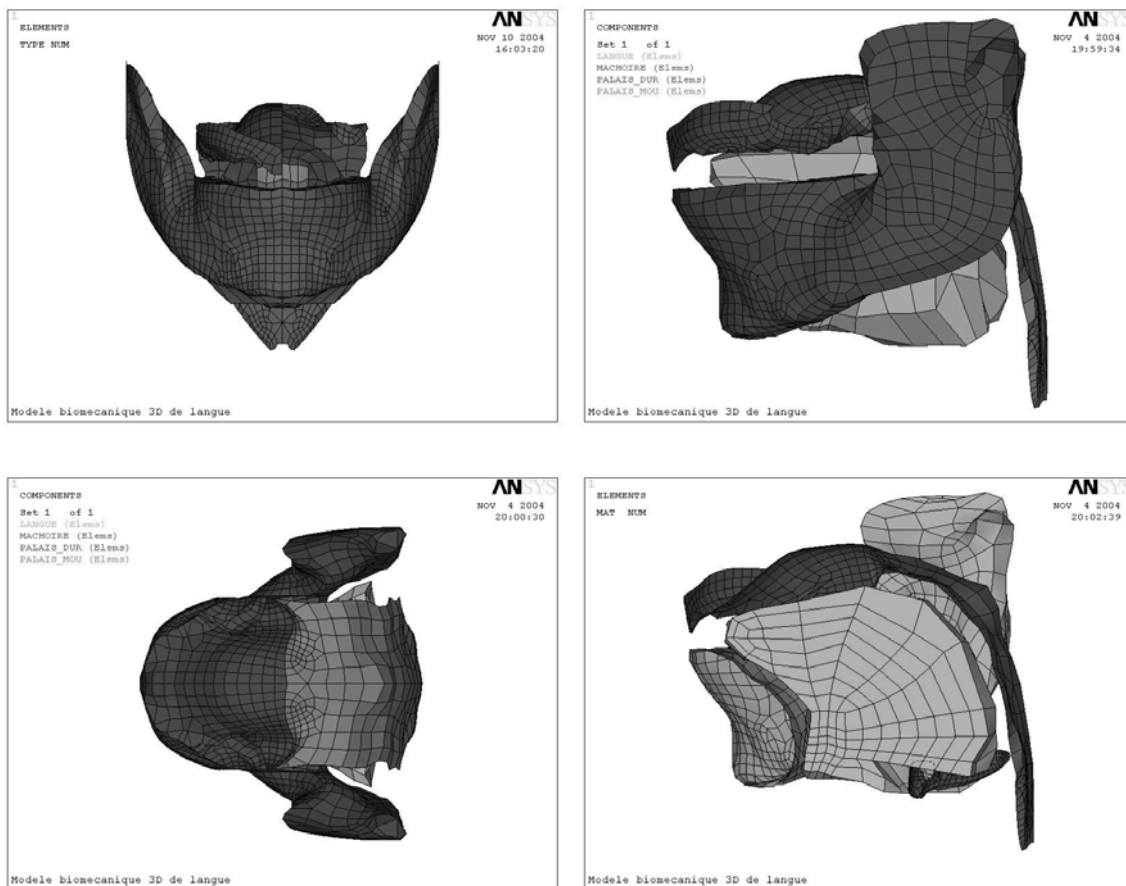 1
ANSYS
ELEMENTS
TYPE NUM
NOV 10 2004
16:03:20
Modele biomecanique 3D de langue
1
ANSYS
COMPONENTS
Set 1 of 1
LANGUE (Elems)
MACHOIRE (Elems)
PALAIS_DUR (Elems)
PALAIS_MOU (Elems)
NOV 4 2004
19:59:34
Modele biomecanique 3D de langue
1
ANSYS
COMPONENTS
Set 1 of 1
LANGUE (Elems)
MACHOIRE (Elems)
PALAIS_DUR (Elems)
PALAIS_MOU (Elems)
NOV 4 2004
20:00:30
Modele biomecanique 3D de langue
1
ANSYS
ELEMENTS
MAT NUM
NOV 4 2004
20:02:39
Modele biomecanique 3D de langue